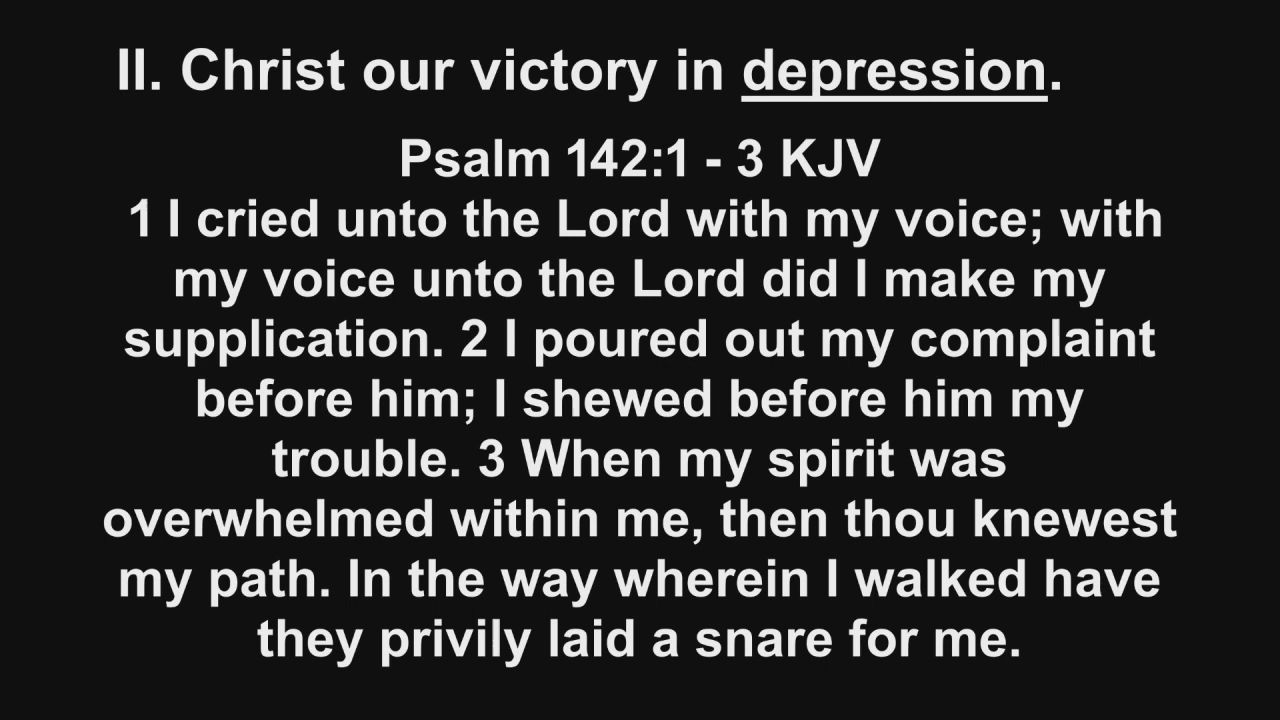 II. Christ our victory in depression.
Psalm 142:1 - 3 KJV
1 I cried unto the Lord with my voice; with
my voice unto the Lord did I make my
supplication. 2 I poured out my complaint
before him; I shewed before him my
trouble. 3 When my spirit was
overwhelmed within me, then thou knewest
my path. In the way wherein I walked have
they privily laid a snare for me.